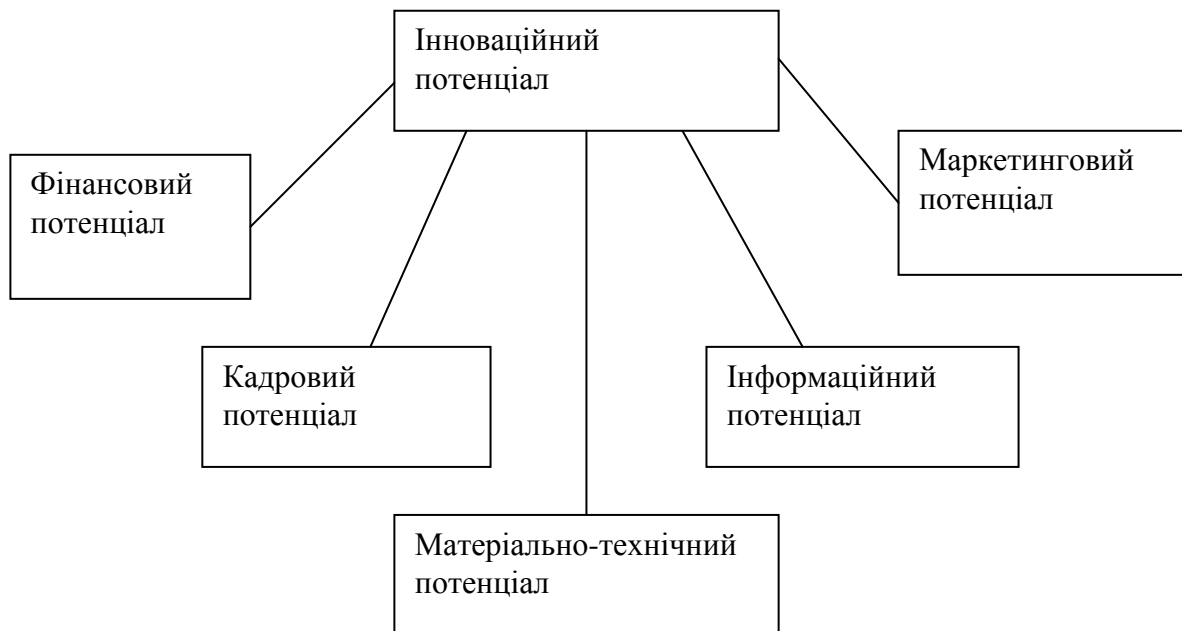 Інноваційний
потенціал
Фінансовий
потенціал
Маркетинговий
потенціал
Кадровий
потенціал
Інформаційний
потенціал
Матеріально-технічний
потенціал